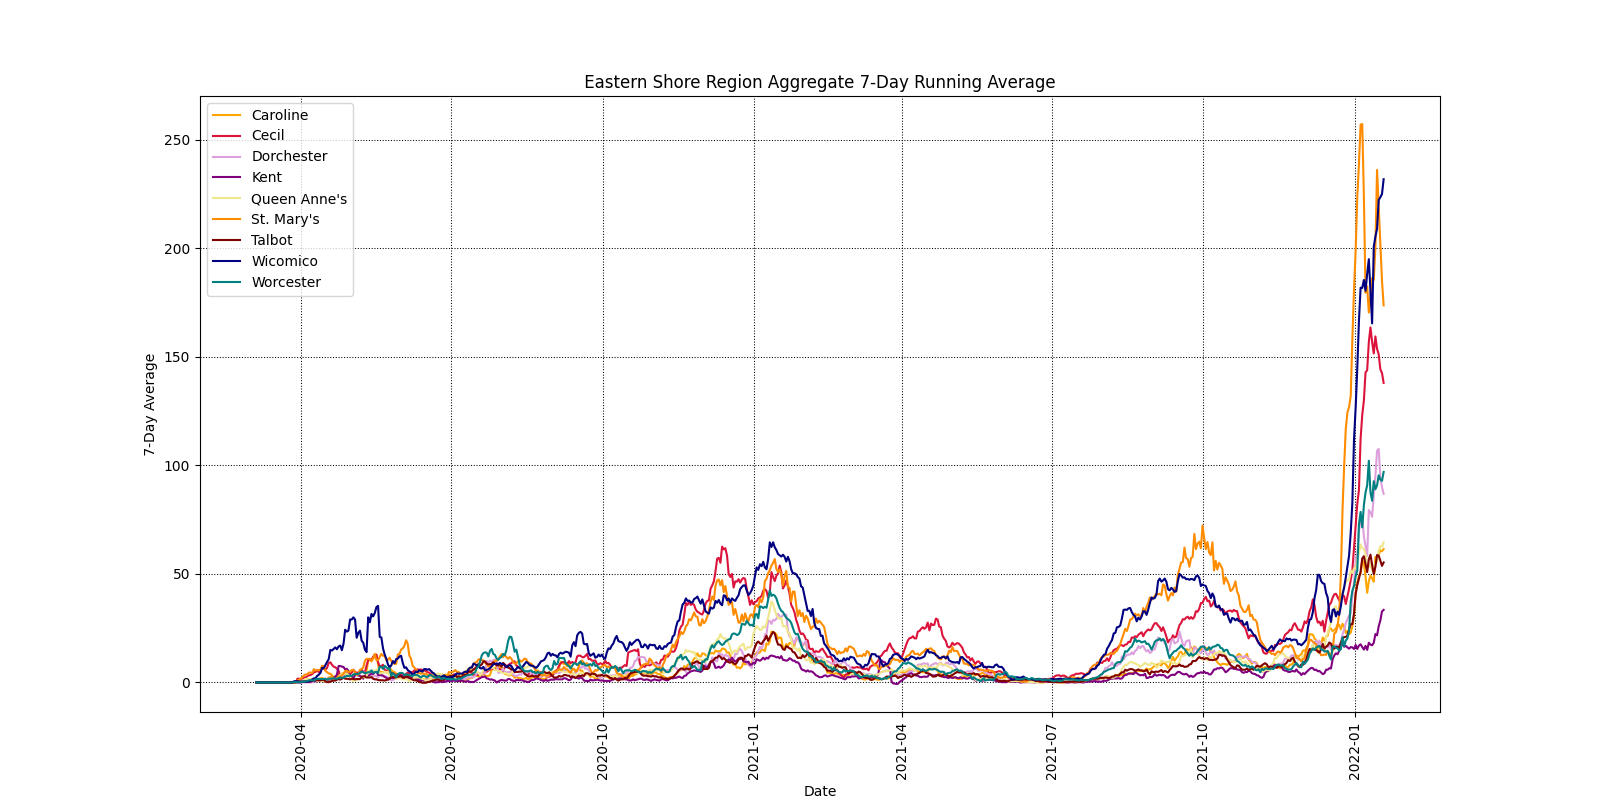 Eastern Shore Region Aggregate 7-Day Running Average
Caroline
Cecil
Dorchester
Kent
Queen Anne's
St. Mary's
Talbot
Wicomico
Worcester
250
200
150
100
50
0
7-Day Average
2020-04
2020-07
2020-10
2021-01
2021-04
2021-07
2021-10
2022-01
Date